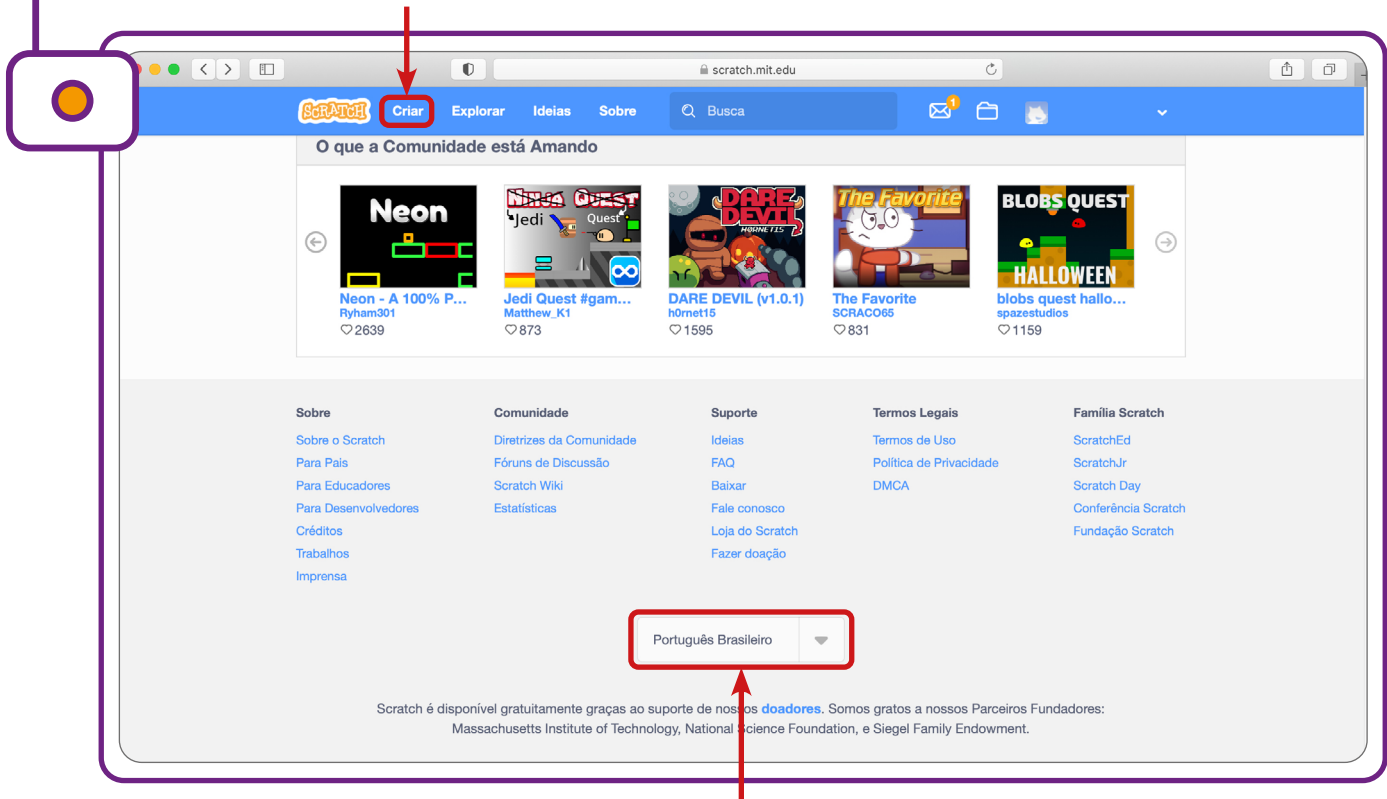 scratch.mit.edu
SCRATCH Criar Explorar Ideias Sobre Busca 1
O que a Comunidade está Amando
Neon
NINJA QUEST
Jedi Quest
DARE DEVIL
HORNET15
The Favorite
BLOBS QUEST
HALLOWEEN
Neon - A 100% P... Jedi Quest #gam... DARE DEVIL (v1.0.1) The Favorite blobs quest hallo...
Ryham301 Matthew_K1 h0rnet15 SCRACO65 spazestudios
2639 873 1595 831 1159
Sobre Comunidade Suporte Termos Legais Família Scratch
Sobre o Scratch Diretrizes da Comunidade Ideias Termos de Uso ScratchEd
Para Pais Fóruns de Discussão FAQ Política de Privacidade ScratchJr
Para Educadores Scratch Wiki Baixar DMCA Scratch Day
Para Desenvolvedores Estatísticas Fale conosco Conferência Scratch
Créditos Loja do Scratch Fundação Scratch
Trabalhos Fazer doação
Imprensa
Português Brasileiro
Scratch é disponível gratuitamente graças ao suporte de nossos doadores. Somos gratos a nossos Parceiros Fundadores:
Massachusetts Institute of Technology, National Science Foundation, e Siegel Family Endowment.